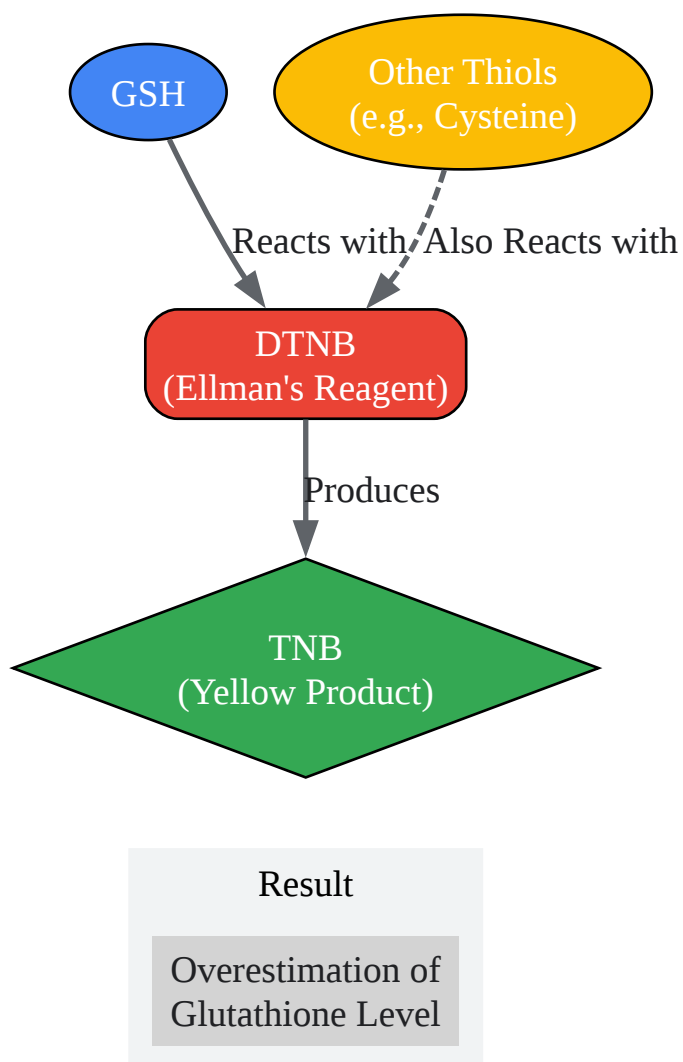 GSH
Other Thiols
(e.g., Cysteine)
Reacts with
Also Reacts with
DTNB
(Ellman's Reagent)
Produces
TNB
(Yellow Product)
Result
Overestimation of
Glutathione Level